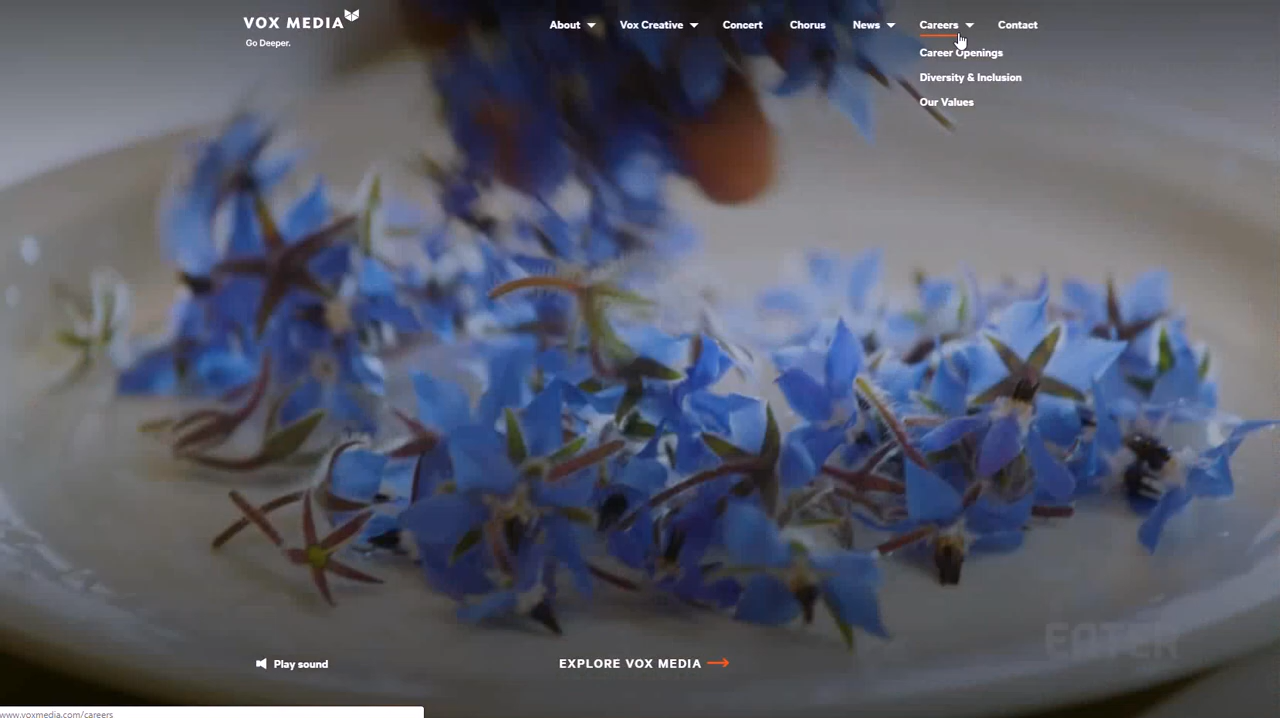 VOX MEDIA
Go Deeper.
About Vox Creative Concert Chorus News Careers Contact
Career Openings
Diversity & Inclusion
Our Values
EATER
Play sound
EXPLORE VOX MEDIA
www.voxmedia.com/careers